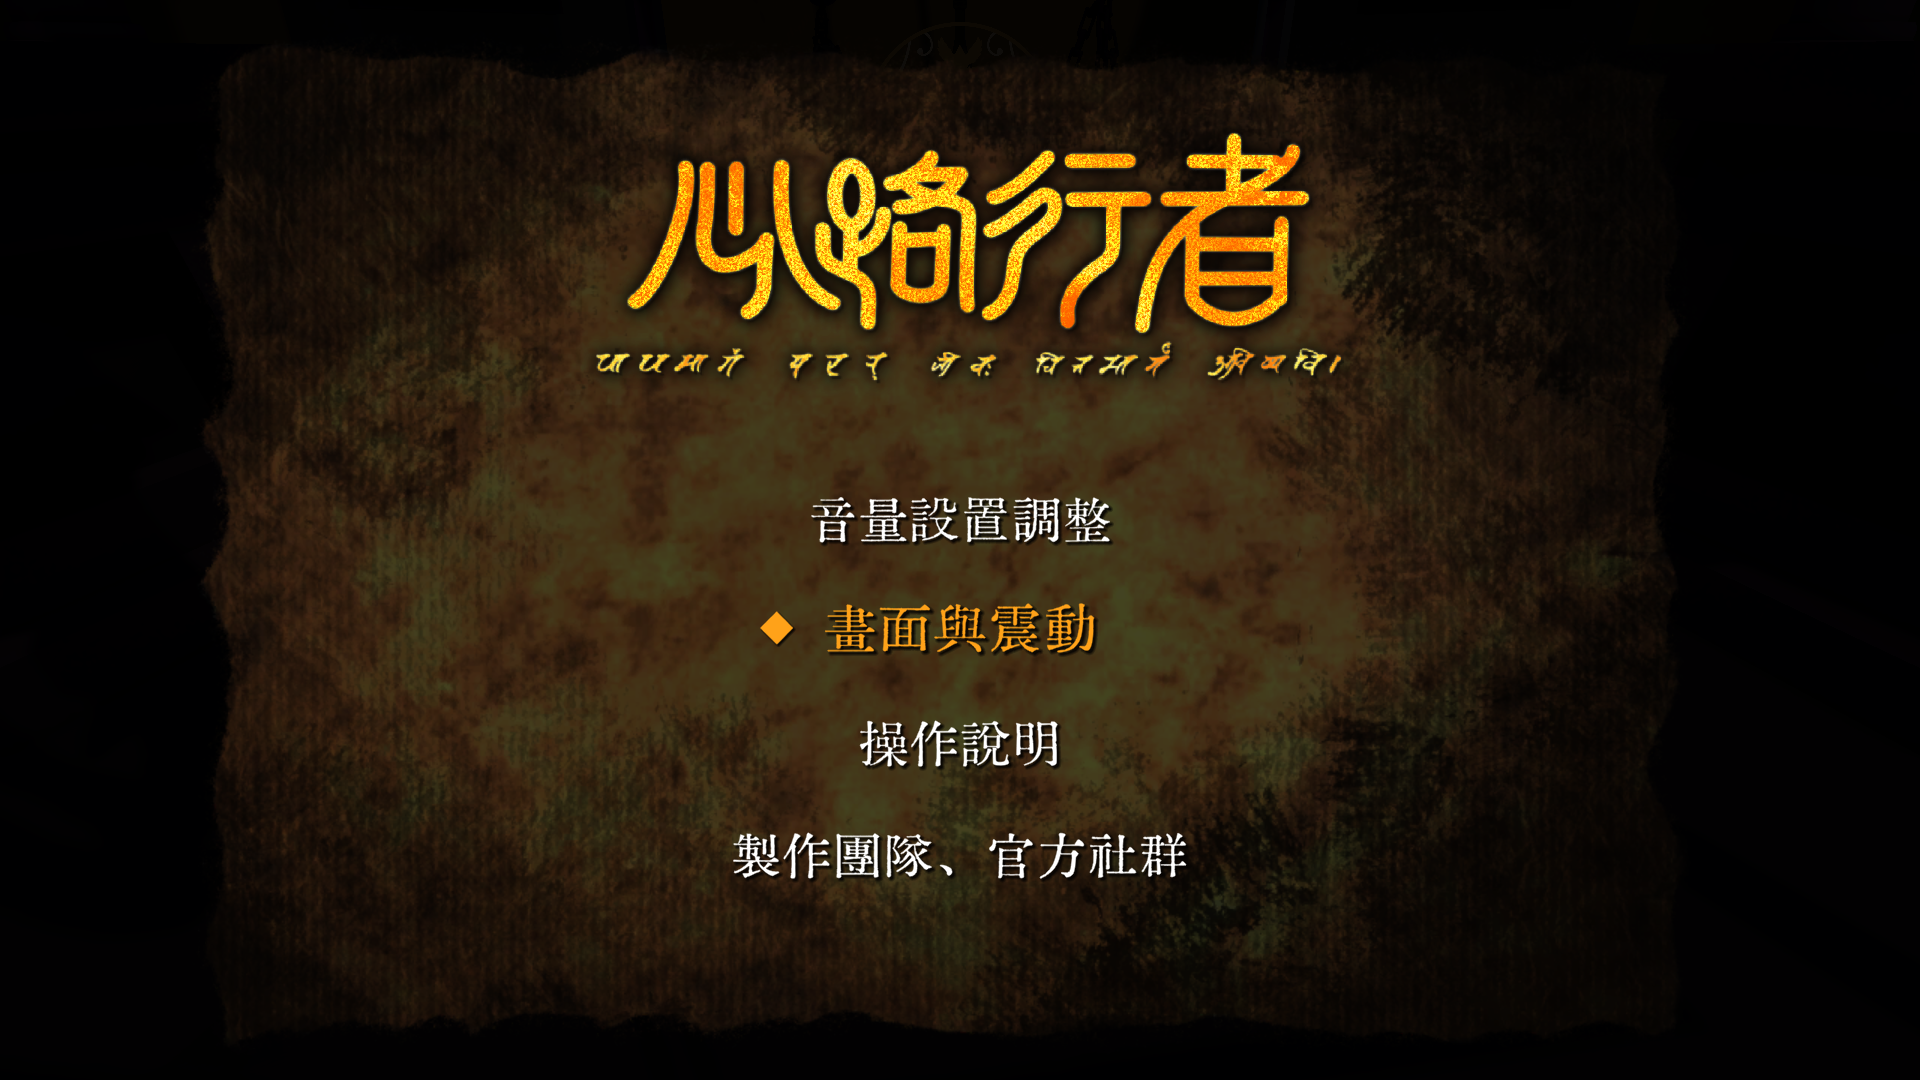 心路行者
音量設置調整
畫面與震動
操作說明
製作團隊、官方社群